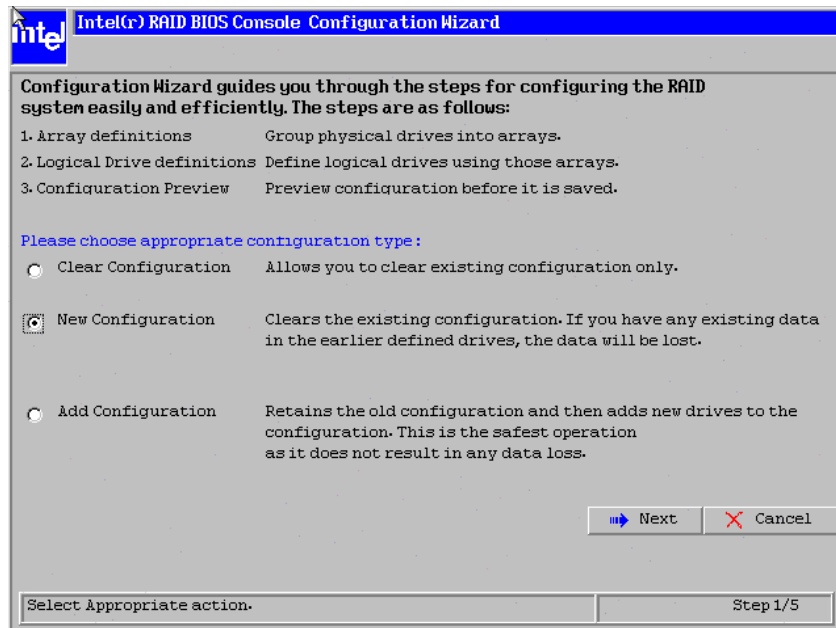 intel
Intel(r) RAID BIOS Console Configuration Wizard
Configuration Wizard guides you through the steps for configuring the RAID
system easily and efficiently. The steps are as follows:
1. Array definitions Group physical drives into arrays.
2. Logical Drive definitions Define logical drives using those arrays.
3. Configuration Preview Preview configuration before it is saved.
Please choose appropriate configuration type:
Clear Configuration Allows you to clear existing configuration only.
New Configuration Clears the existing configuration. If you have any existing data
in the earlier defined drives, the data will be lost.
Add Configuration Retains the old configuration and then adds new drives to the
configuration. This is the safest operation
as it does not result in any data loss.
Next Cancel
Select Appropriate action. Step 1/5